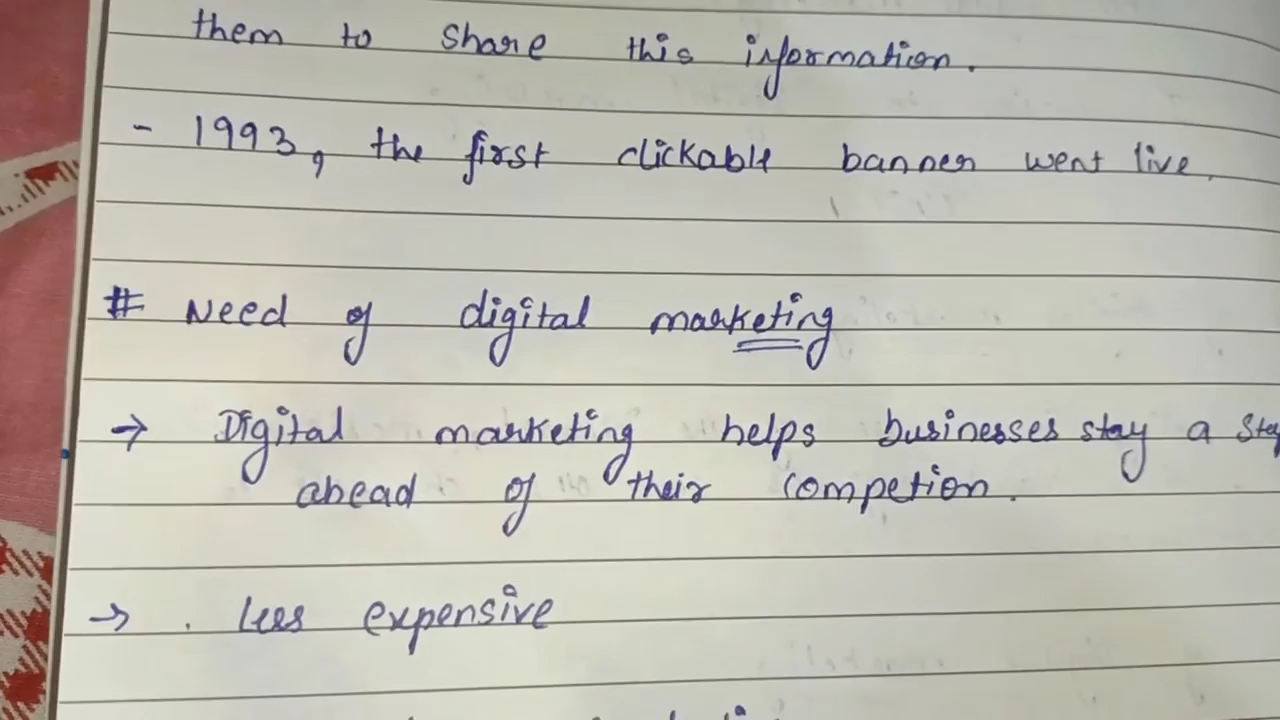 them to share this information.
- 1993, the first clickable banner went live.
# Need of digital marketing
→ Digital marketing helps businesses stay a step
ahead of their competion.
→ . less expensive